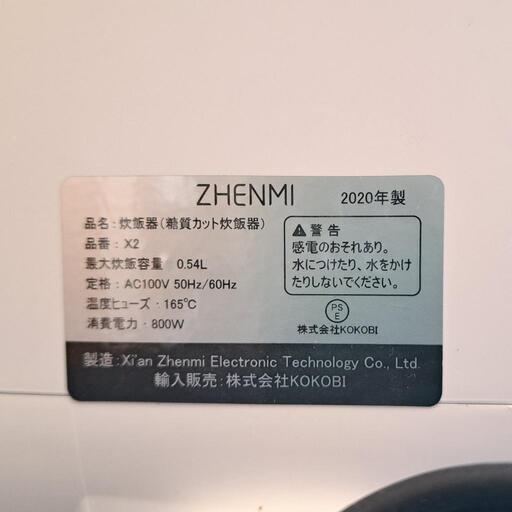 ZHENMI 2020年製
品名:炊飯器(糖質カット炊飯器)
品番:X2
最大炊飯容量 0.54L
定格:AC100V 50Hz/60Hz
温度ヒューズ・165℃
消費電力・800W
⚠警告
感電のおそれあり。
水につけたり、水をかけ
たりしないでください。
PS
E
株式会社KOKOBI
製造:Xi'an Zhenmi Electronic Technology Co., Ltd.
輸入販売:株式会社KOKOBI